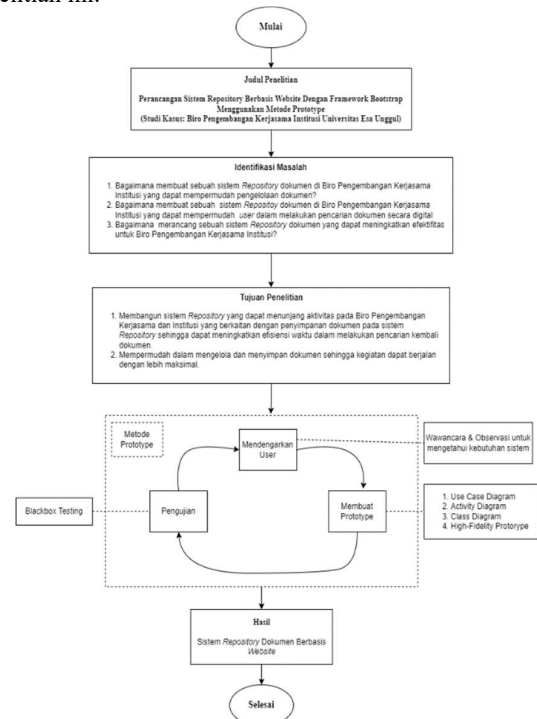 Mulai
Judul Penelitian
Perancangan Sistem Repository Berbasis Website Dengan Framework Bootstrap
Menggunakan Metode Prototype
(Studi Kasus: Biro Pengembangan Kerjasama Institusi Universitas Esa Unggul)
Identifikasi Masalah
1. Bagaimana membuat sebuah sistem Repository dokumen di Biro Pengembangan Kerjasama
Institusi yang dapat mempermudah pengelolaan dokumen?
2. Bagaimana membuat sebuah sistem Repositoy dokumen di Biro Pengembangan Kerjasama
Institusi yang dapat mempermudah user dalam melakukan pencarian dokumen secara digital
3. Bagaimana merancang sebuah sistem Repository dokumen yang dapat meningkatkan efektifitas
untuk Biro Pengembangan Kerjasama Institusi?
Tujuan Penelitian
1. Membangun sistem Repository yang dapat menunjang aktivitas pada Biro Pengembangan
Kerjasama dan Institusi yang berkaitan dengan penyimpanan dokumen pada sistem
Repository sehingga dapat meningkatkan efisiensi waktu dalam melakukan pencarian kembali
dokumen.
2. Mempermudah dalam mengelola dan menyimpan dokumen sehingga kegiatan dapat berjalan
dengan lebih maksimal.
Metode
Prototype
Mendengarkan
User
Wawancara & Observasi untuk
mengetahui kebutuhan sistem
Blackbox Testing
Pengujian
Membuat
Prototype
1. Use Case Diagram
2. Activity Diagram
3. Class Diagram
4. High-Fidelity Protorype
Hasil
Sistem Repository Dokumen Berbasis
Website
Selesai